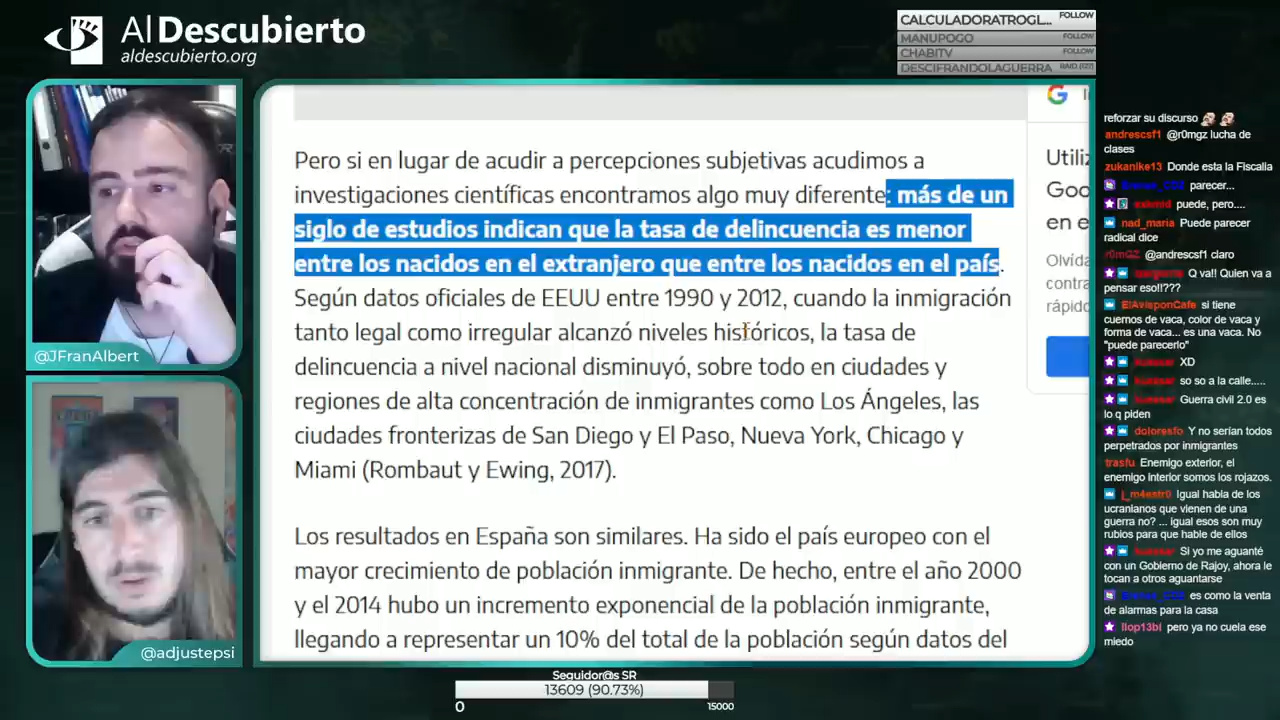 Al Descubierto
aldescubierto.org
CALCULADORATROGL... FOLLOW
MANUPOGO FOLLOW
CHABITV FOLLOW
DESCIFRANDOLAGUERRA RAID (127)
@JFranAlbert
@adjustepsi
Pero si en lugar de acudir a percepciones subjetivas acudimos a
investigaciones científicas encontramos algo muy diferente: más de un
siglo de estudios indican que la tasa de delincuencia es menor
entre los nacidos en el extranjero que entre los nacidos en el país.
Según datos oficiales de EEUU entre 1990 y 2012, cuando la inmigración
tanto legal como irregular alcanzó niveles históricos, la tasa de
delincuencia a nivel nacional disminuyó, sobre todo en ciudades y
regiones de alta concentración de inmigrantes como Los Ángeles, las
ciudades fronterizas de San Diego y El Paso, Nueva York, Chicago y
Miami (Rombaut y Ewing, 2017).
Los resultados en España son similares. Ha sido el país europeo con el
mayor crecimiento de población inmigrante. De hecho, entre el año 2000
y el 2014 hubo un incremento exponencial de la población inmigrante,
llegando a representar un 10% del total de la población según datos del
Utiliz
Goo
en e
Olvida
contra
rápido
reforzar su discurso
andrescsf1 @r0mgz lucha de
clases
zukanike13 Donde esta la Fiscalia
parecer...
puede, pero....
nad_maria Puede parecer
radical dice
r0mGZ @andrescsf1 claro
Q va!! Quien va a
pensar eso!!???
ElAvisponCafe si tiene
cuernos de vaca, color de vaca y
forma de vaca... es una vaca. No
"puede parecerlo"
XD
so so a la calle.....
Guerra civil 2.0 es
lo q piden
doloresfo Y no serían todos
perpetrados por inmigrantes
trasfu Enemigo exterior, el
enemigo interior somos los rojazos.
j_m4estr0 Igual habla de los
ucranianos que vienen de una
guerra no? ... igual esos son muy
rubios para que hable de ellos
Si yo me aguanté
con un Gobierno de Rajoy, ahora le
tocan a otros aguantarse
es como la venta
de alarmas para la casa
llop13bl pero ya no cuela ese
miedo
Seguidor@s SR
13609 (90.73%)
0 15000